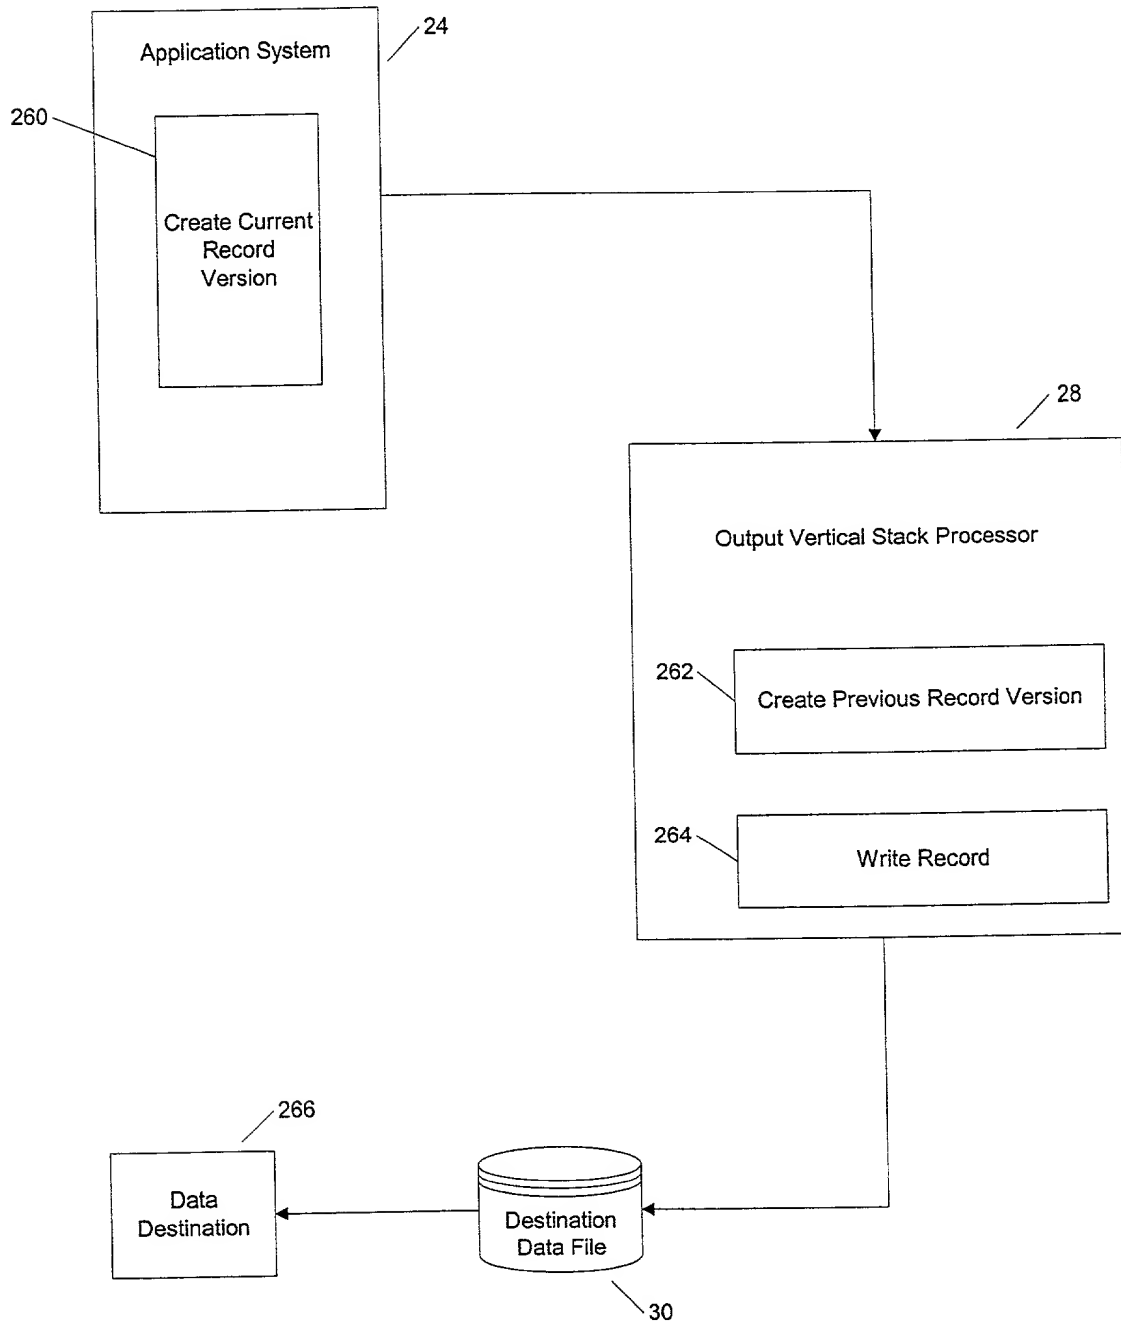 24
Application System
260
Create Current
Record
Version
28
Output Vertical Stack Processor
262
Create Previous Record Version
264
Write Record
266
Data
Destination
Destination
Data File
30